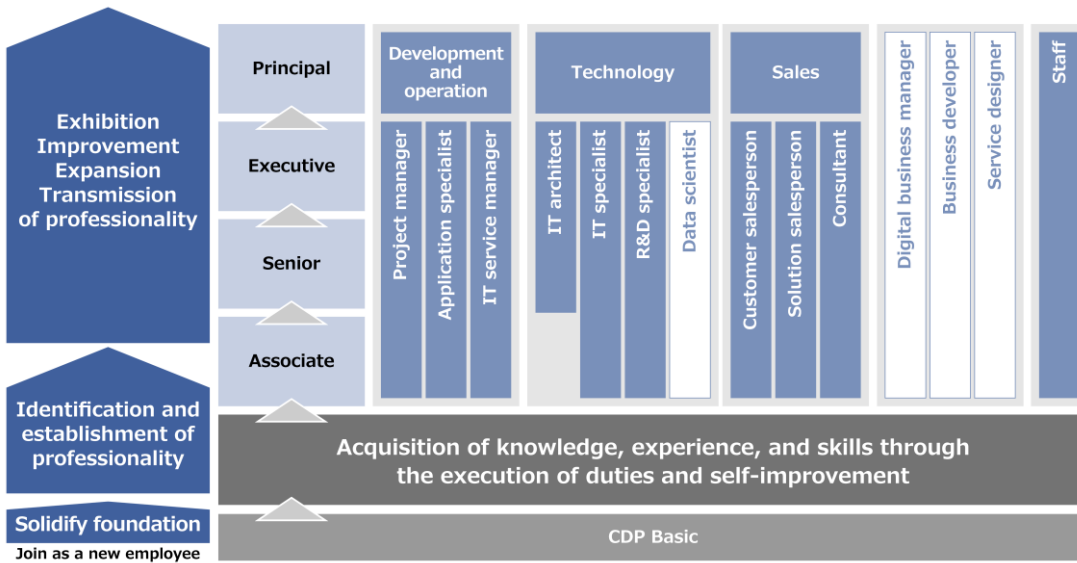 Exhibition
Improvement
Expansion
Transmission
of professionality
Identification and
establishment of
professionality
Solidify foundation
Join as a new employee
Principal
Executive
Senior
Associate
Development
and
operation
Project manager
Application specialist
IT service manager
Technology
IT architect
IT specialist
R&D specialist
Data scientist
Sales
Customer salesperson
Solution salesperson
Consultant
Digital business manager
Business developer
Service designer
Staff
Acquisition of knowledge, experience, and skills through
the execution of duties and self-improvement
CDP Basic